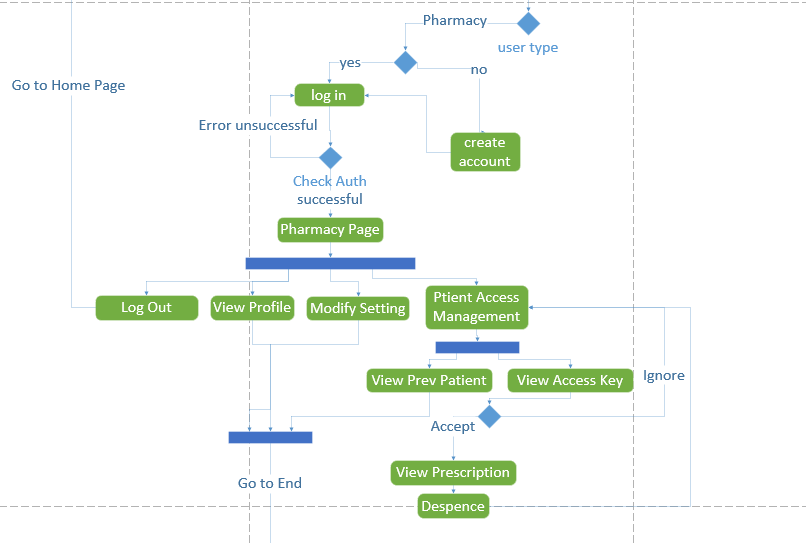 Pharmacy
user type
yes
no
Go to Home Page
log in
Error unsuccessful
create
account
Check Auth
successful
Pharmacy Page
Log Out
View Profile
Modify Setting
Ptient Access
Management
View Prev Patient
View Access Key
Ignore
Accept
View Prescription
Go to End
Despence